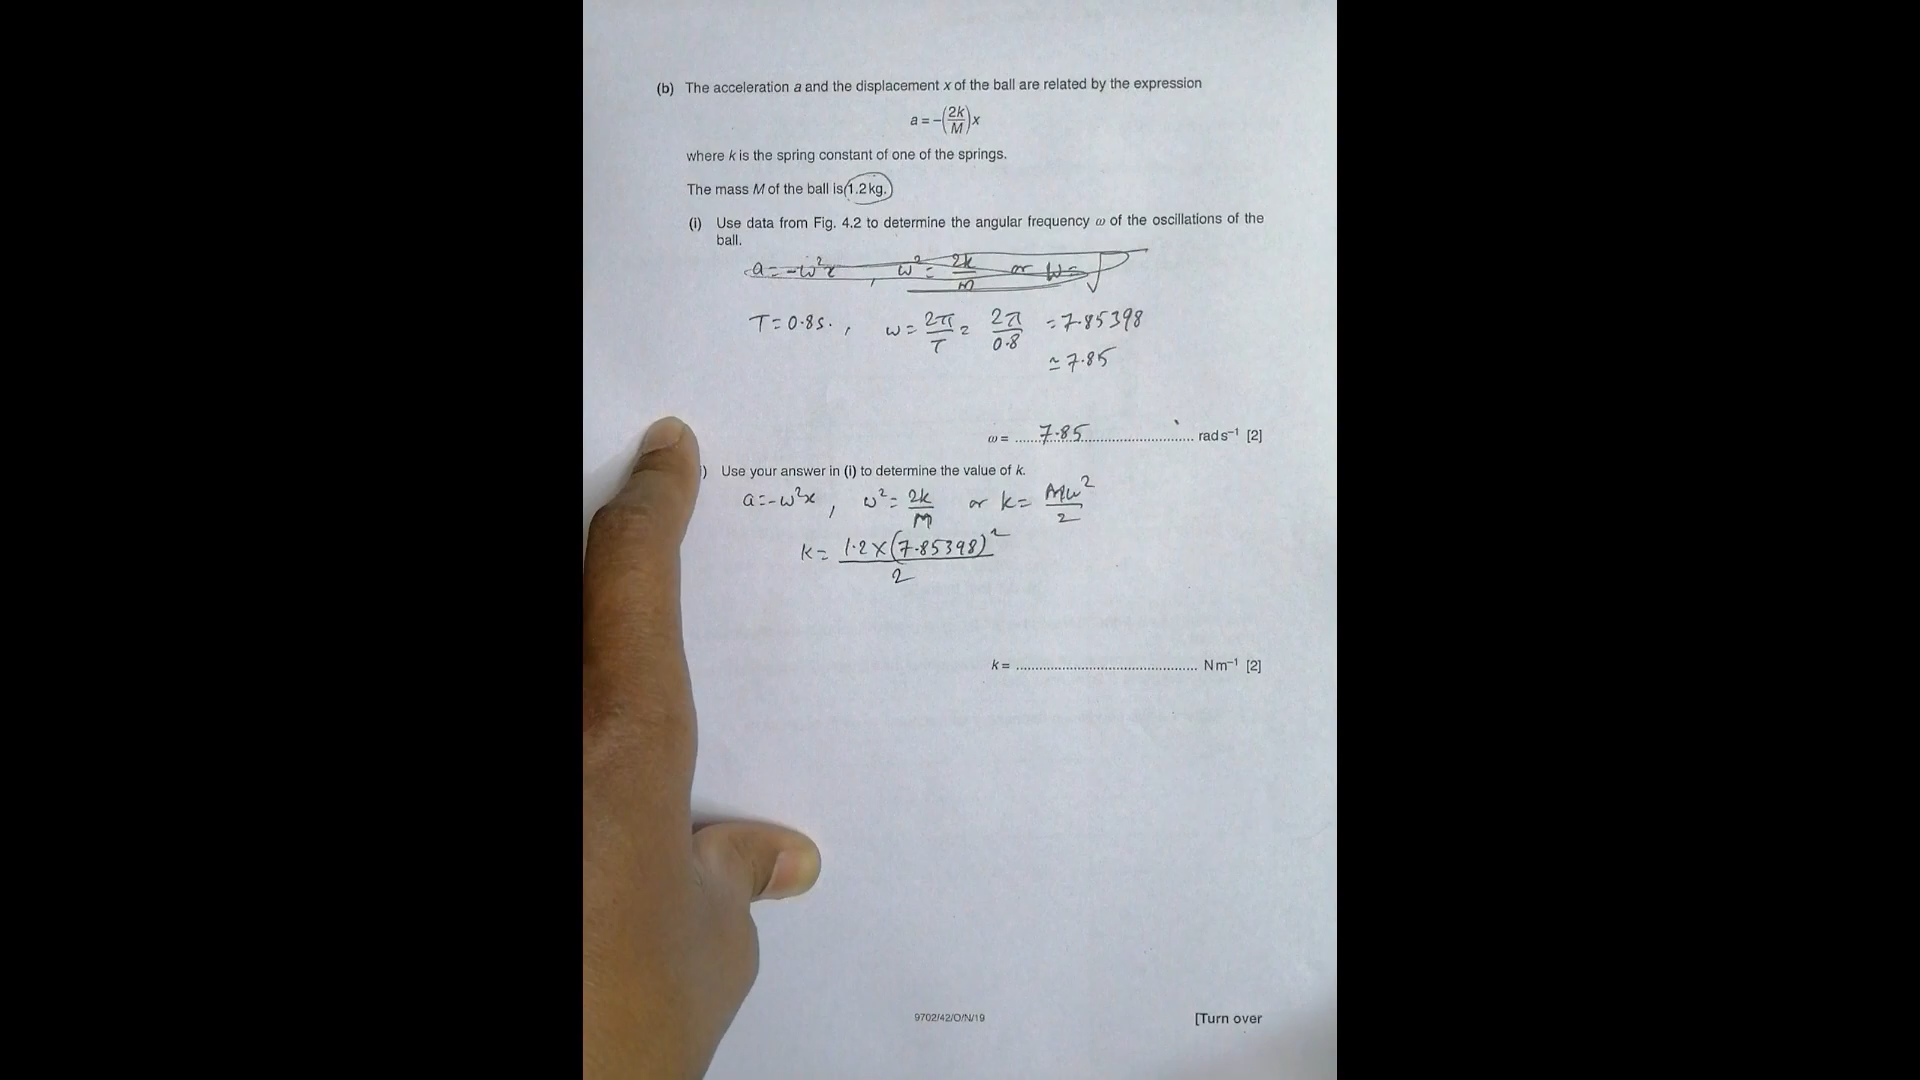 (b) The acceleration a and the displacement x of the ball are related by the expression
a = -(2k/M)x
where k is the spring constant of one of the springs.
The mass M of the ball is 1.2 kg.
(i) Use data from Fig. 4.2 to determine the angular frequency ω of the oscillations of the
ball.
a = -ω²x , ω² = 2k/m or ω = √
T = 0.8s. , ω = 2π/T = 2π/0.8 = 7.85398
≃ 7.85
ω = ....7.85.... rad s⁻¹ [2]
) Use your answer in (i) to determine the value of k.
a = -ω²x , ω² = 2k/M or k = Mω²/2
k = 1.2 x (7.85398)²/2
k = .............................................. N m⁻¹ [2]
9702/42/O/N/19
[Turn over